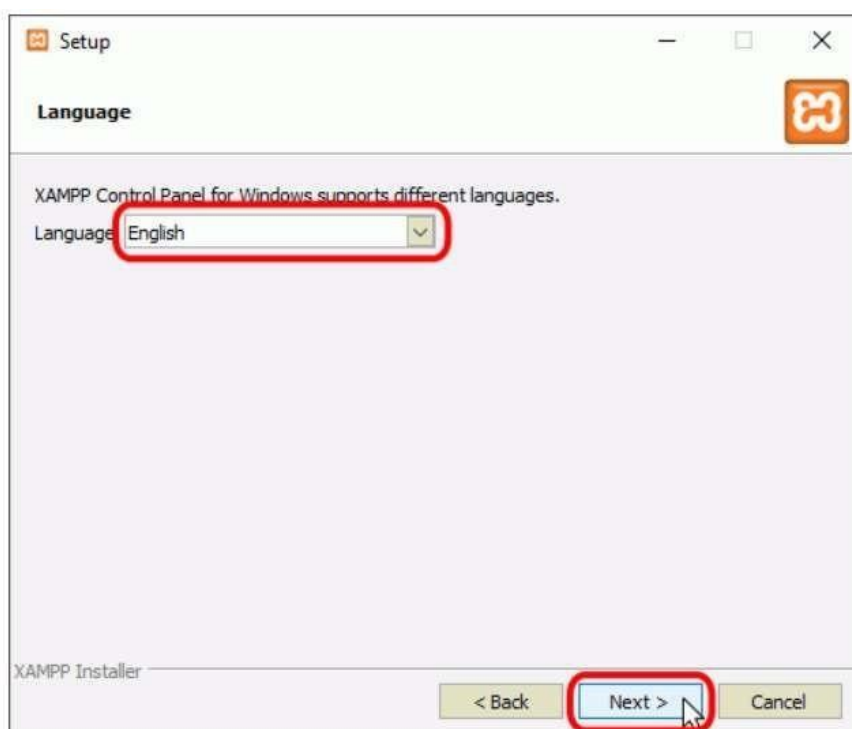 Setup
Language
XAMPP Control Panel for Windows supports different languages.
Language English
XAMPP Installer
< Back Next > Cancel